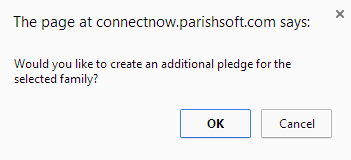 The page at connectnow.parishsoft.com says:
Would you like to create an additional pledge for the
selected family?
OK Cancel